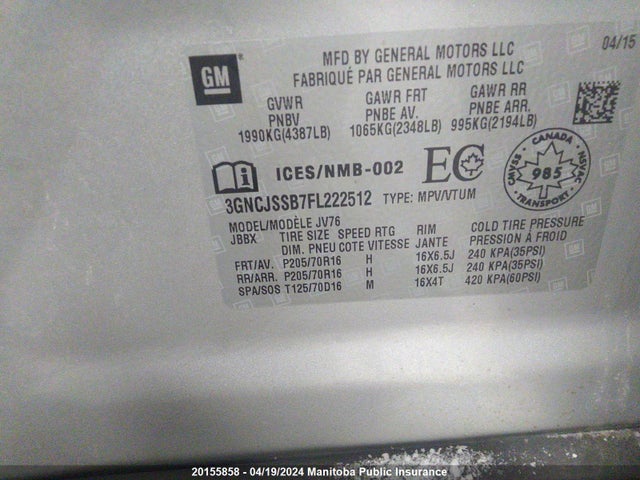 GM
MFD BY GENERAL MOTORS LLC 04/15
FABRIQUÉ PAR GENERAL MOTORS LLC
GVWR GAWR FRT GAWR RR
PNBV PNBE AV. PNBE ARR.
1990KG(4387LB) 1065KG(2348LB) 995KG(2194LB)
ICES/NMB-002 EC
CANADA
CMVSS 985 NSVAC
TRANSPORT
3GNCJSSB7FL222512 TYPE: MPV/VTUM
MODEL/MODÈLE JV76
JBBX TIRE SIZE SPEED RTG RIM COLD TIRE PRESSURE
DIM. PNEU COTE VITESSE JANTE PRESSION À FROID
FRT/AV. P205/70R16 H 16X6.5J 240 KPA(35PSI)
RR/ARR. P205/70R16 H 16X6.5J 240 KPA(35PSI)
SPA/SOS T125/70D16 M 16X4T 420 KPA(60PSI)
20155858 - 04/19/2024 Manitoba Public Insurance